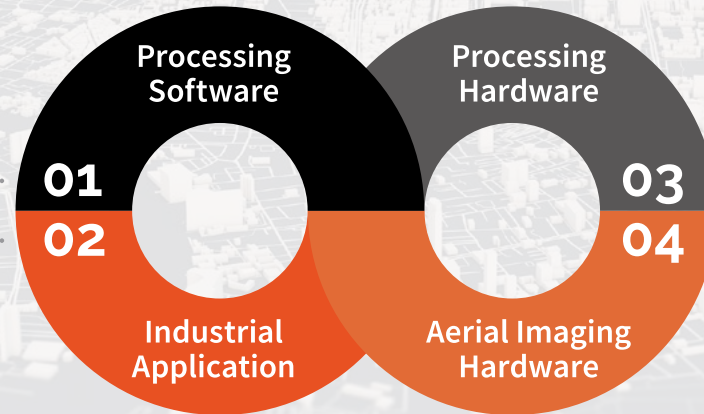 Processing
Software
01
02
Industrial
Application
Processing
Hardware
03
04
Aerial Imaging
Hardware